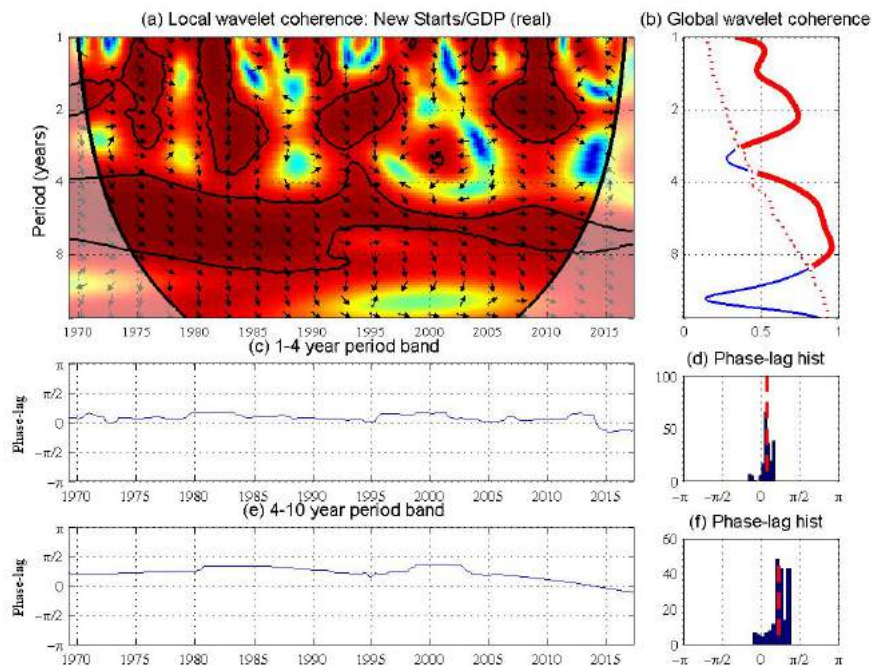 (a) Local wavelet coherence: New Starts/GDP (real)
(b) Global wavelet coherence
Period (years)
1
2
4
8
1970 1975 1980 1985 1990 1995 2000 2005 2010 2015
1
2
4
8
0 0.5 1
(c) 1-4 year period band
Phase-lag
π
π/2
0
−π/2
−π
1970 1975 1980 1985 1990 1995 2000 2005 2010 2015
(d) Phase-lag hist
100
50
0
−π −π/2 0 π/2 π
(e) 4-10 year period band
Phase-lag
π
π/2
0
−π/2
−π
1970 1975 1980 1985 1990 1995 2000 2005 2010 2015
(f) Phase-lag hist
60
40
20
0
−π −π/2 0 π/2 π